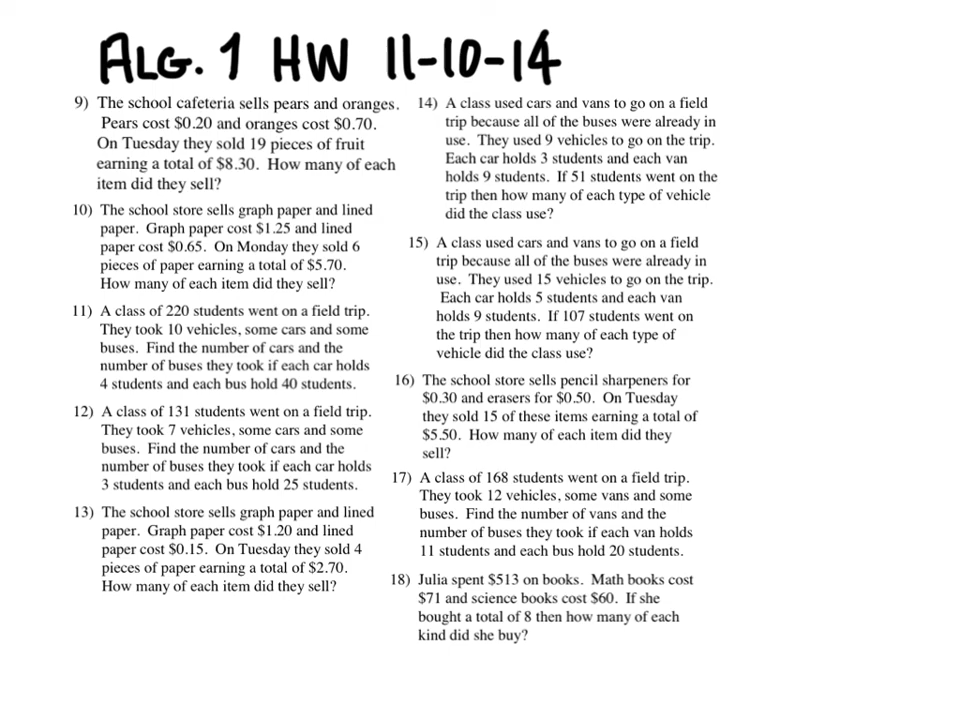 ALG. 1 HW 11-10-14
9) The school cafeteria sells pears and oranges.
Pears cost $0.20 and oranges cost $0.70.
On Tuesday they sold 19 pieces of fruit
earning a total of $8.30. How many of each
item did they sell?
10) The school store sells graph paper and lined
paper. Graph paper cost $1.25 and lined
paper cost $0.65. On Monday they sold 6
pieces of paper earning a total of $5.70.
How many of each item did they sell?
11) A class of 220 students went on a field trip.
They took 10 vehicles, some cars and some
buses. Find the number of cars and the
number of buses they took if each car holds
4 students and each bus hold 40 students.
12) A class of 131 students went on a field trip.
They took 7 vehicles, some cars and some
buses. Find the number of cars and the
number of buses they took if each car holds
3 students and each bus hold 25 students.
13) The school store sells graph paper and lined
paper. Graph paper cost $1.20 and lined
paper cost $0.15. On Tuesday they sold 4
pieces of paper earning a total of $2.70.
How many of each item did they sell?
14) A class used cars and vans to go on a field
trip because all of the buses were already in
use. They used 9 vehicles to go on the trip.
Each car holds 3 students and each van
holds 9 students. If 51 students went on the
trip then how many of each type of vehicle
did the class use?
15) A class used cars and vans to go on a field
trip because all of the buses were already in
use. They used 15 vehicles to go on the trip.
Each car holds 5 students and each van
holds 9 students. If 107 students went on
the trip then how many of each type of
vehicle did the class use?
16) The school store sells pencil sharpeners for
$0.30 and erasers for $0.50. On Tuesday
they sold 15 of these items earning a total of
$5.50. How many of each item did they
sell?
17) A class of 168 students went on a field trip.
They took 12 vehicles, some vans and some
buses. Find the number of vans and the
number of buses they took if each van holds
11 students and each bus hold 20 students.
18) Julia spent $513 on books. Math books cost
$71 and science books cost $60. If she
bought a total of 8 then how many of each
kind did she buy?